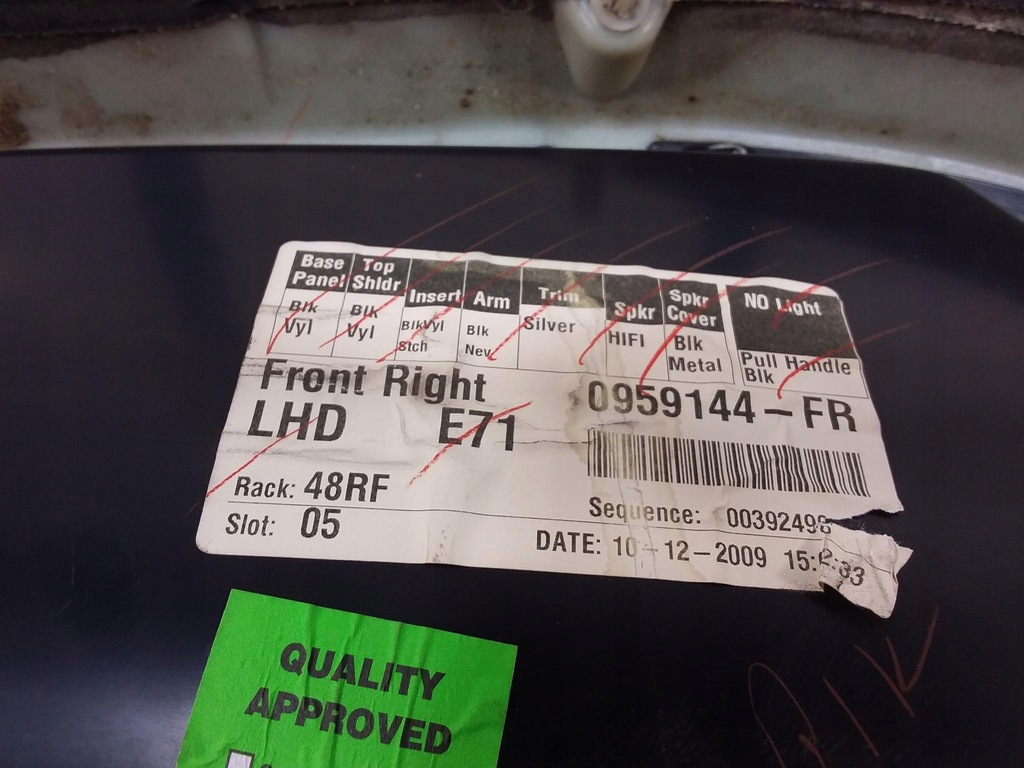 Base Panel Top Shldr Insert Arm Trim Spkr Spkr Cover NO Light
Blk Vyl Blk Vyl BlkVyl Stch Blk Nev Silver HIFI Blk Metal Pull Handle Blk
Front Right 0959144-FR
LHD E71
Rack: 48RF
Sequence: 00392498
Slot: 05
DATE: 10-12-2009
QUALITY
APPROVED